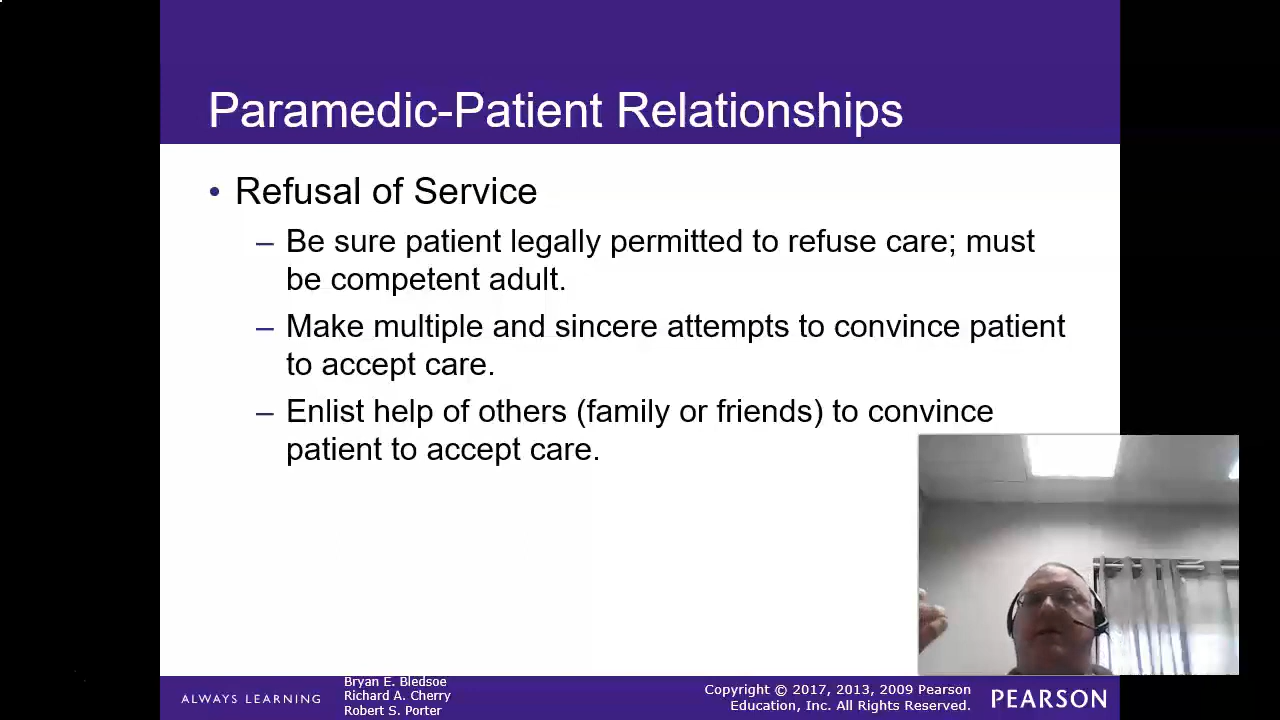 Paramedic-Patient Relationships
• Refusal of Service
– Be sure patient legally permitted to refuse care; must
be competent adult.
– Make multiple and sincere attempts to convince patient
to accept care.
– Enlist help of others (family or friends) to convince
patient to accept care.
ALWAYS LEARNING
Bryan E. Bledsoe
Richard A. Cherry
Robert S. Porter
Copyright © 2017, 2013, 2009 Pearson
Education, Inc. All Rights Reserved.
PEARSON